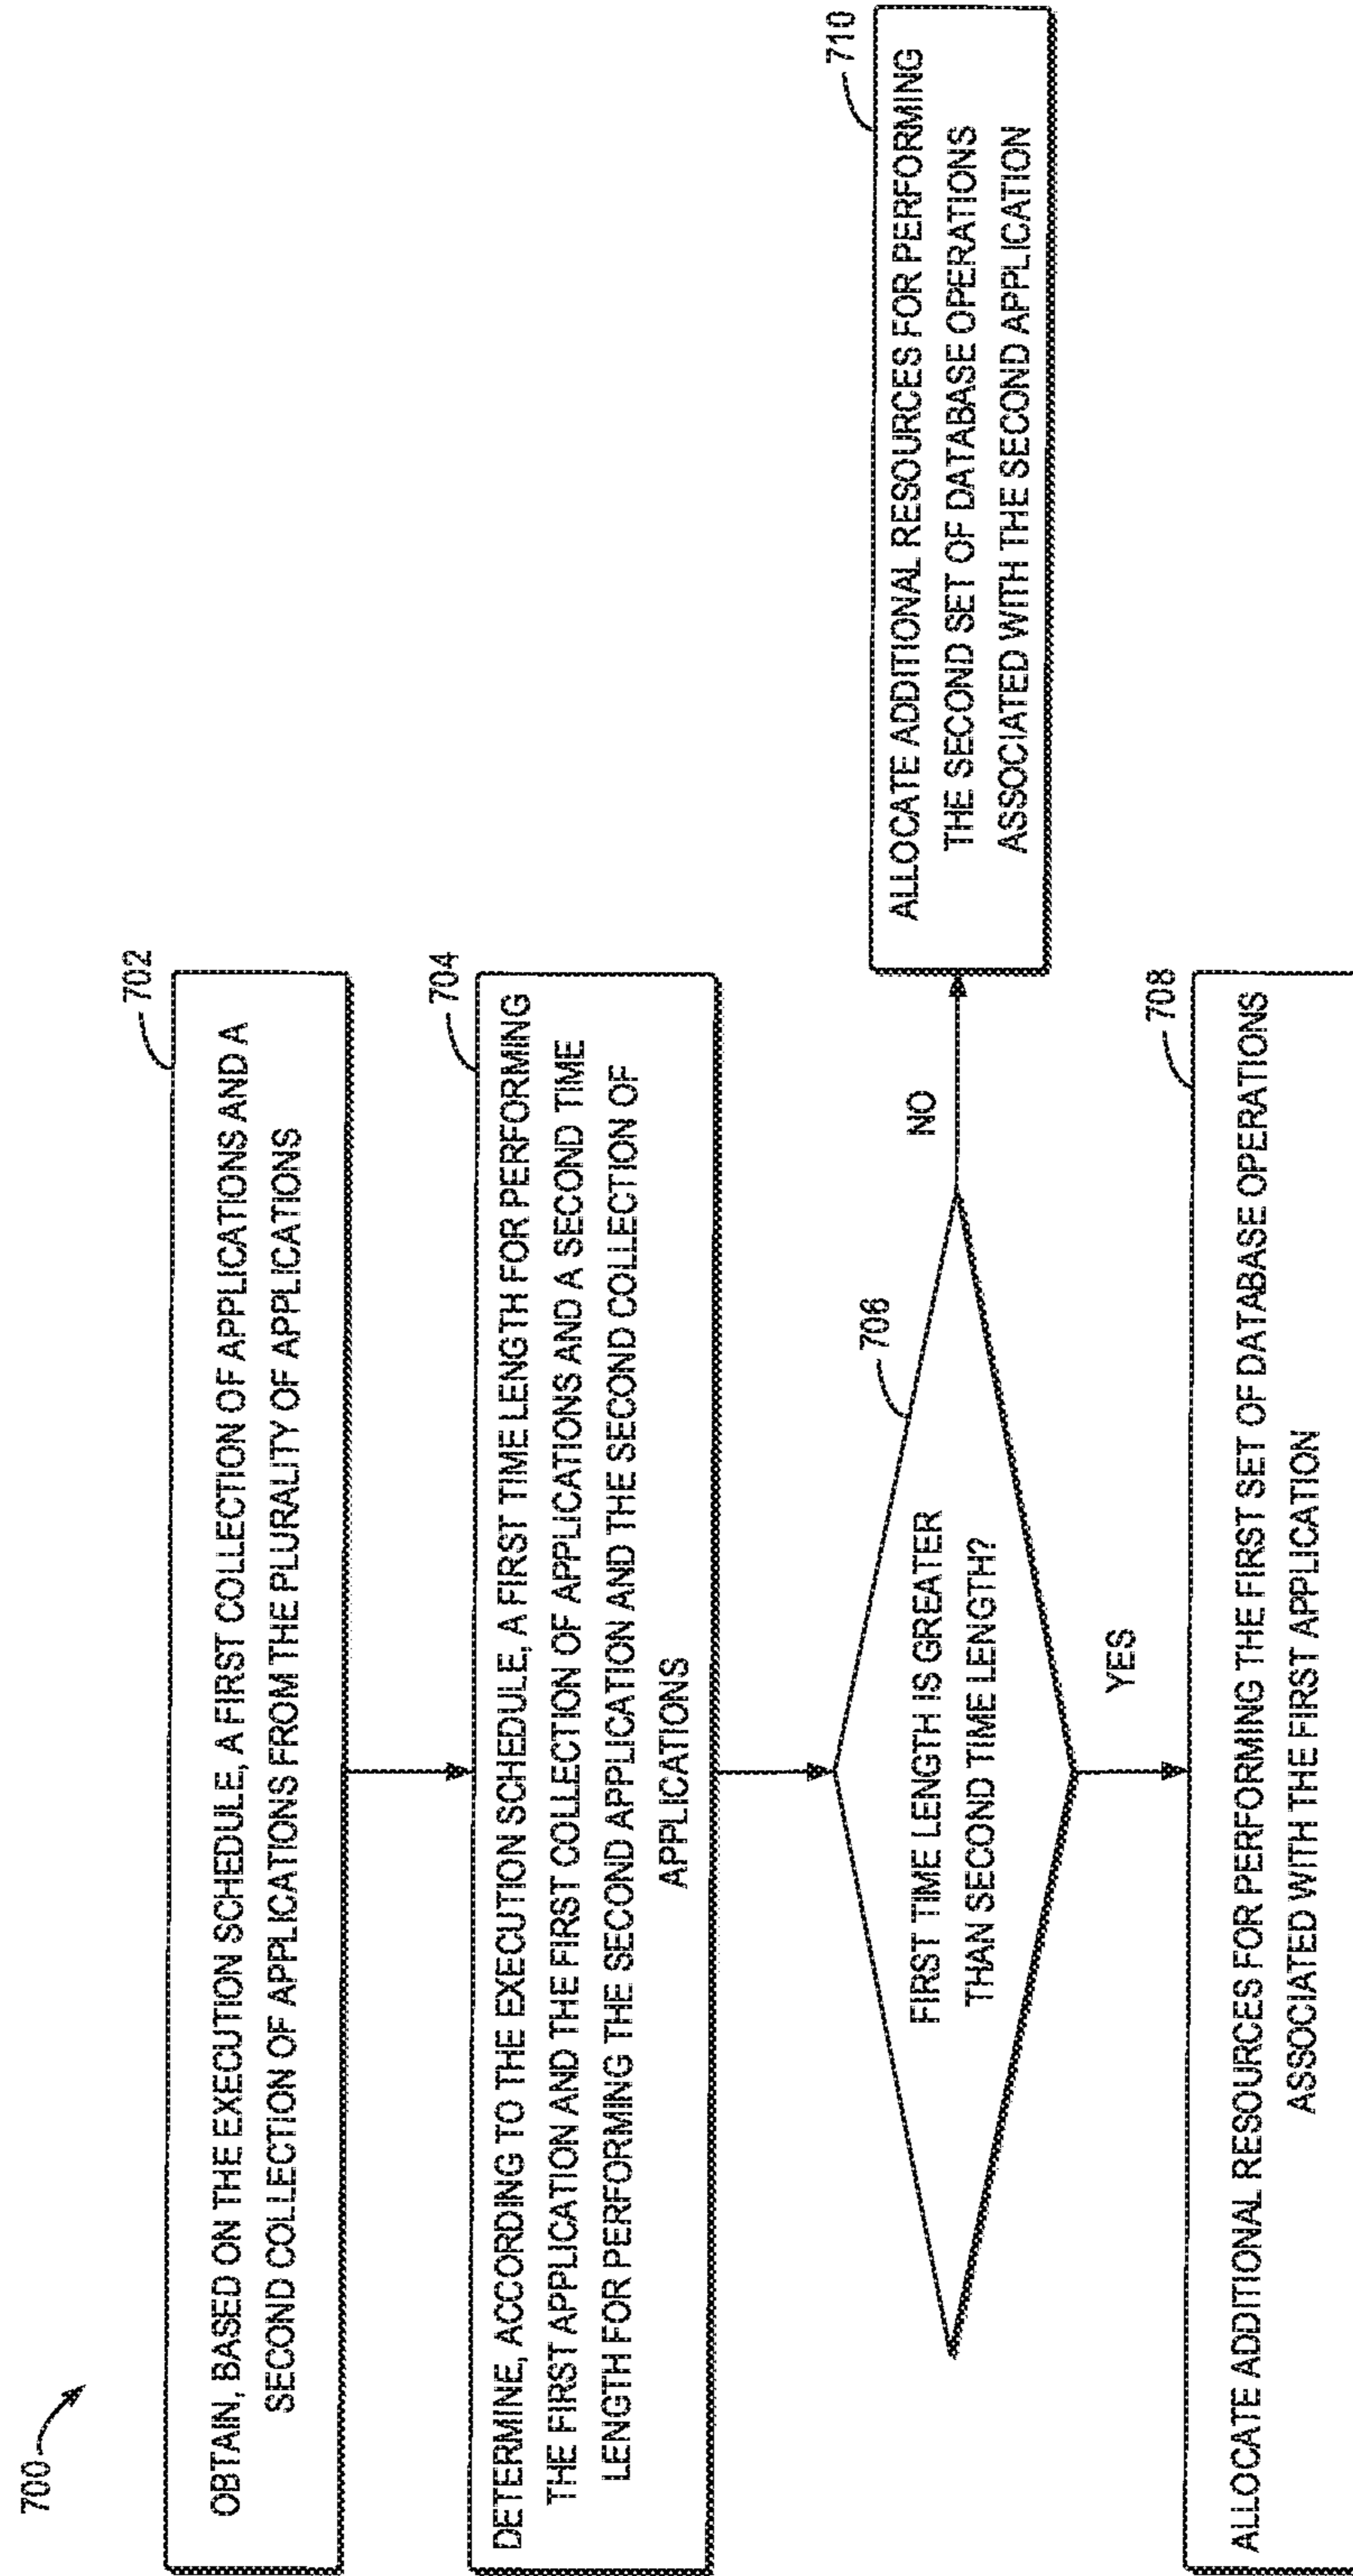 700
702
OBTAIN, BASED ON THE EXECUTION SCHEDULE, A FIRST COLLECTION OF APPLICATIONS AND A
SECOND COLLECTION OF APPLICATIONS FROM THE PLURALITY OF APPLICATIONS
704
DETERMINE, ACCORDING TO THE EXECUTION SCHEDULE, A FIRST TIME LENGTH FOR PERFORMING
THE FIRST APPLICATION AND THE FIRST COLLECTION OF APPLICATIONS AND A SECOND TIME
LENGTH FOR PERFORMING THE SECOND APPLICATION AND THE SECOND COLLECTION OF
APPLICATIONS
706
FIRST TIME LENGTH IS GREATER
THAN SECOND TIME LENGTH?
NO
710
ALLOCATE ADDITIONAL RESOURCES FOR PERFORMING
THE SECOND SET OF DATABASE OPERATIONS
ASSOCIATED WITH THE SECOND APPLICATION
YES
708
ALLOCATE ADDITIONAL RESOURCES FOR PERFORMING THE FIRST SET OF DATABASE OPERATIONS
ASSOCIATED WITH THE FIRST APPLICATION